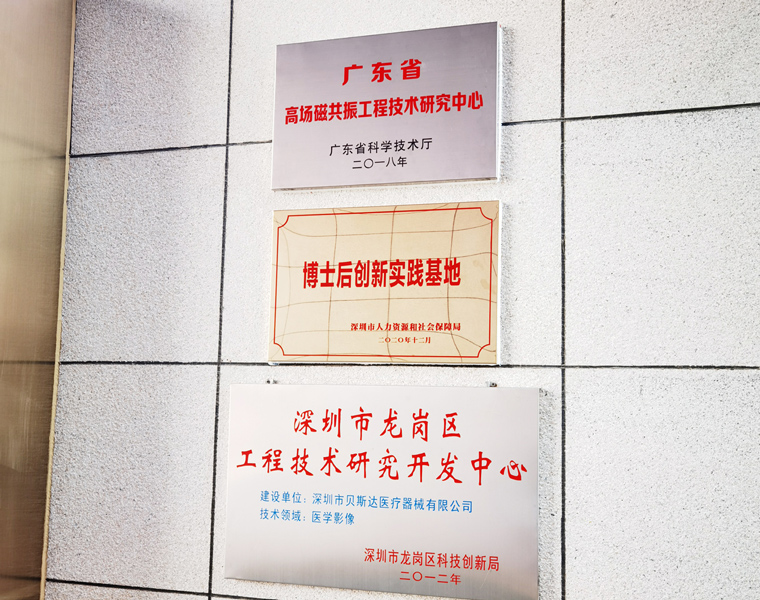 广东省
高场磁共振工程技术研究中心
广东省科学技术厅
二〇一八年
博士后创新实践基地
深圳市人力资源和社会保障局
二〇二〇年十二月
深圳市龙岗区
工程技术研究开发中心
建设单位：深圳市贝斯达医疗器械有限公司
技术领域：医学影像
深圳市龙岗区科技创新局
二〇一二年